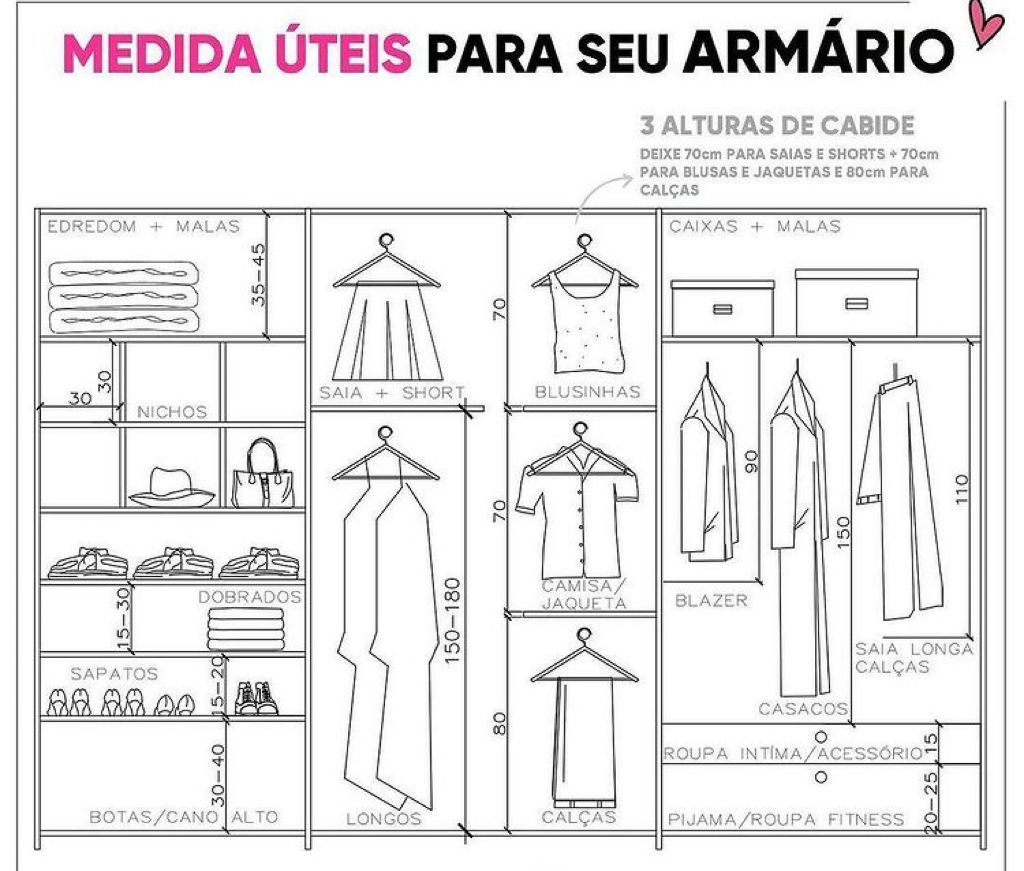 MEDIDA ÚTEIS PARA SEU ARMÁRIO
3 ALTURAS DE CABIDE
DEIXE 70cm PARA SAIAS E SHORTS + 70cm
PARA BLUSAS E JAQUETAS E 80cm PARA
CALÇAS
EDREDOM + MALAS
35-45
30
30
NICHOS
15-30
DOBRADOS
SAPATOS
15-20
30-40
BOTAS/CANO ALTO
SAIA + SHORT
150-180
LONGOS
70
BLUSINHAS
70
CAMISA/
JAQUETA
80
CALÇAS
CAIXAS + MALAS
90
BLAZER
150
CASACOS
110
SAIA LONGA
CALÇAS
ROUPA INTÍMA/ACESSÓRIO
15
PIJAMA/ROUPA FITNESS
20-25